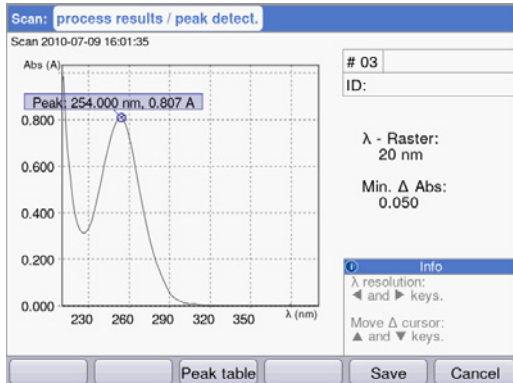 Scan: process results / peak detect.
Scan 2010-07-09 16:01:35
Abs (A)
Peak: 254.000 nm, 0.807 A
0.800
0.600
0.400
0.200
0.000
230 260 290 320 350 λ (nm)
# 03
ID:
λ - Raster:
20 nm
Min. Δ Abs:
0.050
i Info
λ resolution:
◀ and ▶ keys.
Move Δ cursor:
▲ and ▼ keys.
Peak table Save Cancel